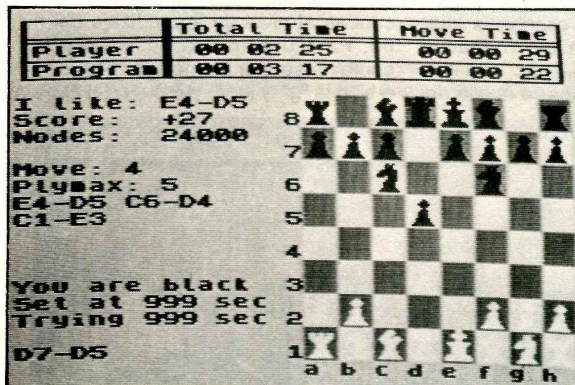 Total Time Move Time
Player 00 02 25 00 00 29
Program 00 03 17 00 00 22
I like: E4-D5
Score: +27
Nodes: 24000
Move: 4
Plymax: 5
E4-D5 C6-D4
C1-E3
You are black
Set at 999 sec
Trying 999 sec
D7-D5
8
7
6
5
4
3
2
1
a b c d e f g h